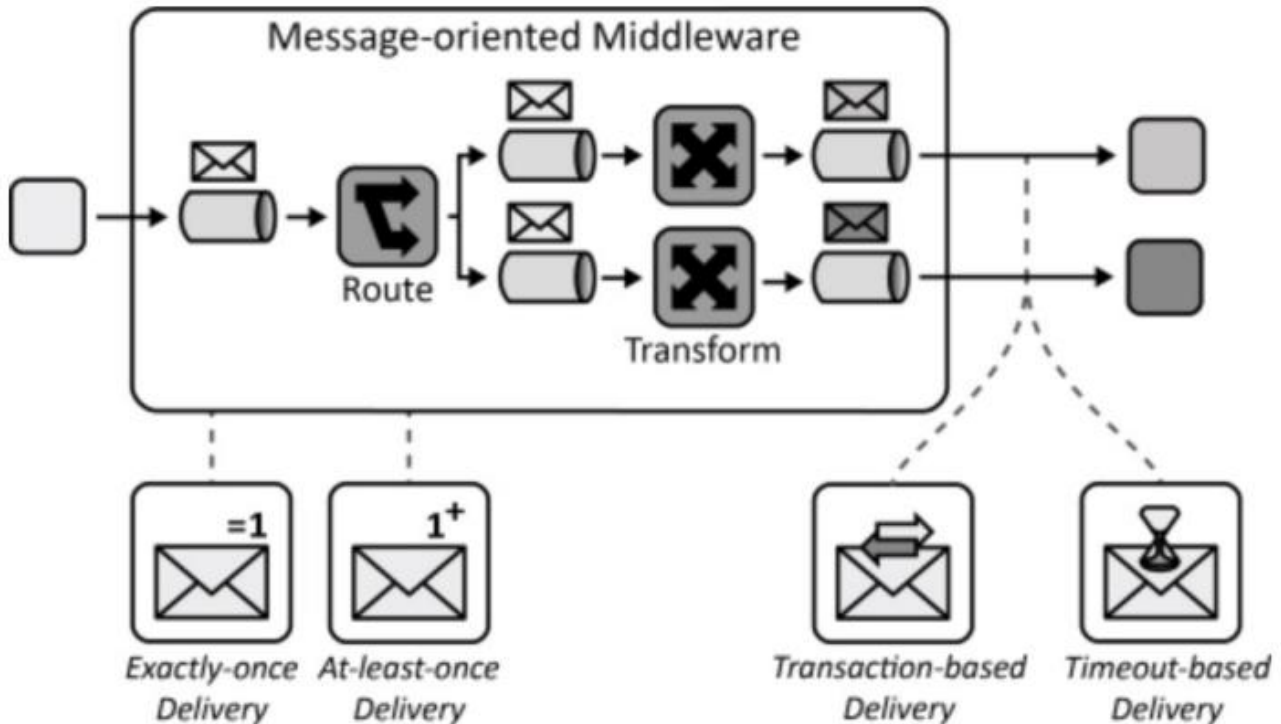 Message-oriented Middleware
Route
Transform
=1
1+
Exactly-once
Delivery
At-least-once
Delivery
Transaction-based
Delivery
Timeout-based
Delivery